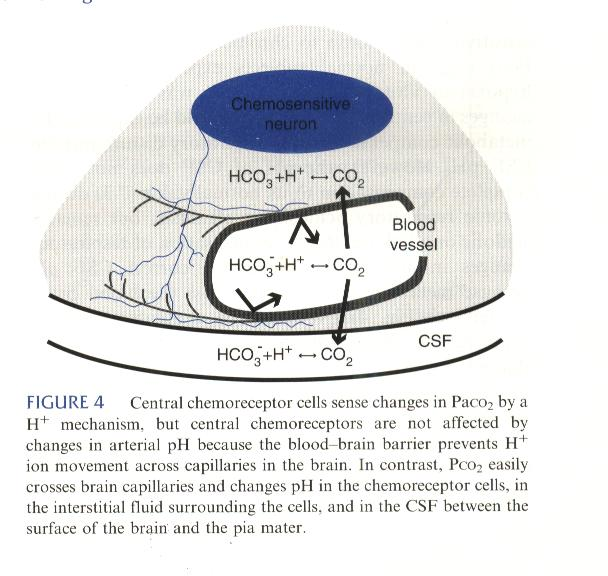 Chemosensitive
neuron
HCO₃⁻+H⁺ ↔ CO₂
Blood
vessel
HCO₃⁻+H⁺ ↔ CO₂
CSF
HCO₃⁻+H⁺ ↔ CO₂
FIGURE 4 Central chemoreceptor cells sense changes in PaCO₂ by a
H⁺ mechanism, but central chemoreceptors are not affected by
changes in arterial pH because the blood–brain barrier prevents H⁺
ion movement across capillaries in the brain. In contrast, PCO₂ easily
crosses brain capillaries and changes pH in the chemoreceptor cells, in
the interstitial fluid surrounding the cells, and in the CSF between the
surface of the brain and the pia mater.